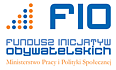 FIO
FUNDUSZ INICJATYW
OBYWATELSKICH
Ministerstwo Pracy i Polityki Społecznej